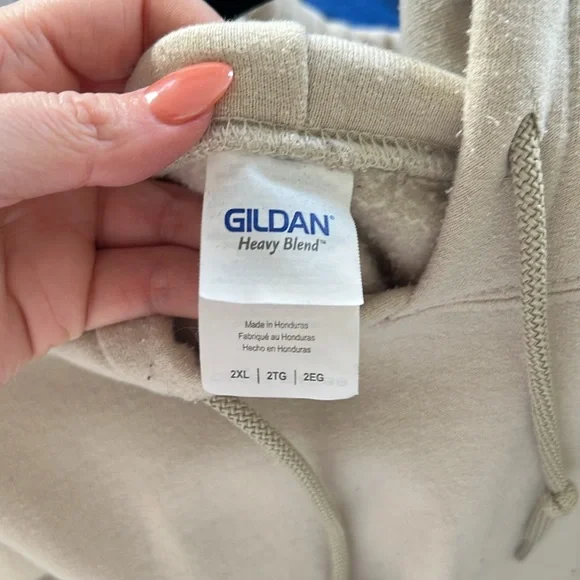 GILDAN®
Heavy Blend™
Made in Honduras
Fabriqué au Honduras
Hecho en Honduras
2XL | 2TG | 2EG